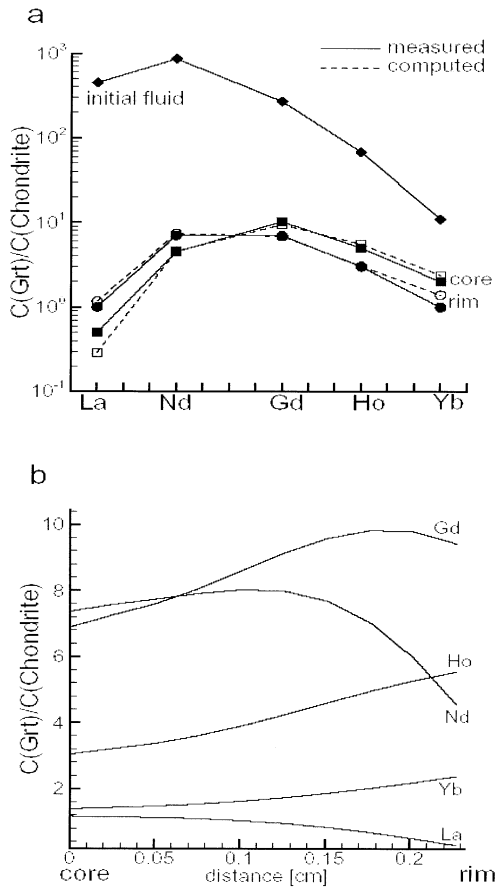 a
measured
computed
10³
initial fluid
10²
C(Grt)/C(Chondrite)
10¹
core
10⁰
rim
10⁻¹
La Nd Gd Ho Yb
b
10
Gd
8
C(Grt)/C(Chondrite)
Ho
6
Nd
4
Yb
2
La
0 0.05 0.1 0.15 0.2
core distance [cm] rim